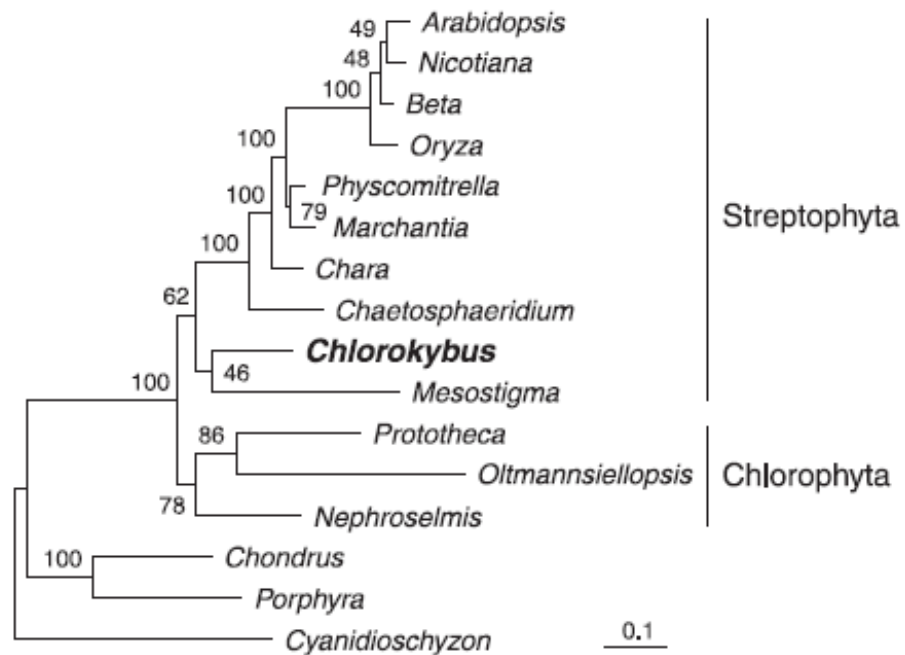 49 Arabidopsis
48 Nicotiana
100 Beta
Oryza
100
Physcomitrella
100 79
Marchantia
Streptophyta
100
Chara
62
Chaetosphaeridium
Chlorokybus
100 46
Mesostigma
86 Prototheca
Oltmannsiellopsis
Chlorophyta
78
Nephroselmis
100 Chondrus
Porphyra
Cyanidioschyzon
0.1